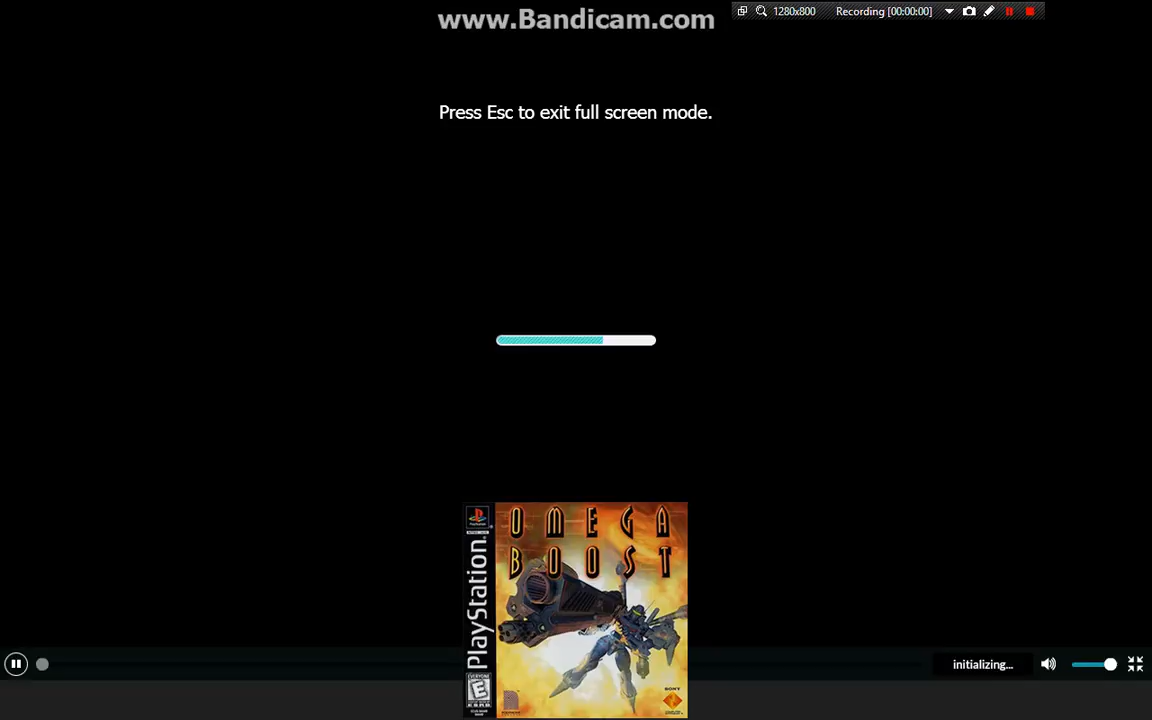 www.Bandicam.com
1280x800
Recording [00:00:00]
Press Esc to exit full screen mode.
OMEGA
BOOST
PlayStation
EVERYONE
E
SONY
initializing...